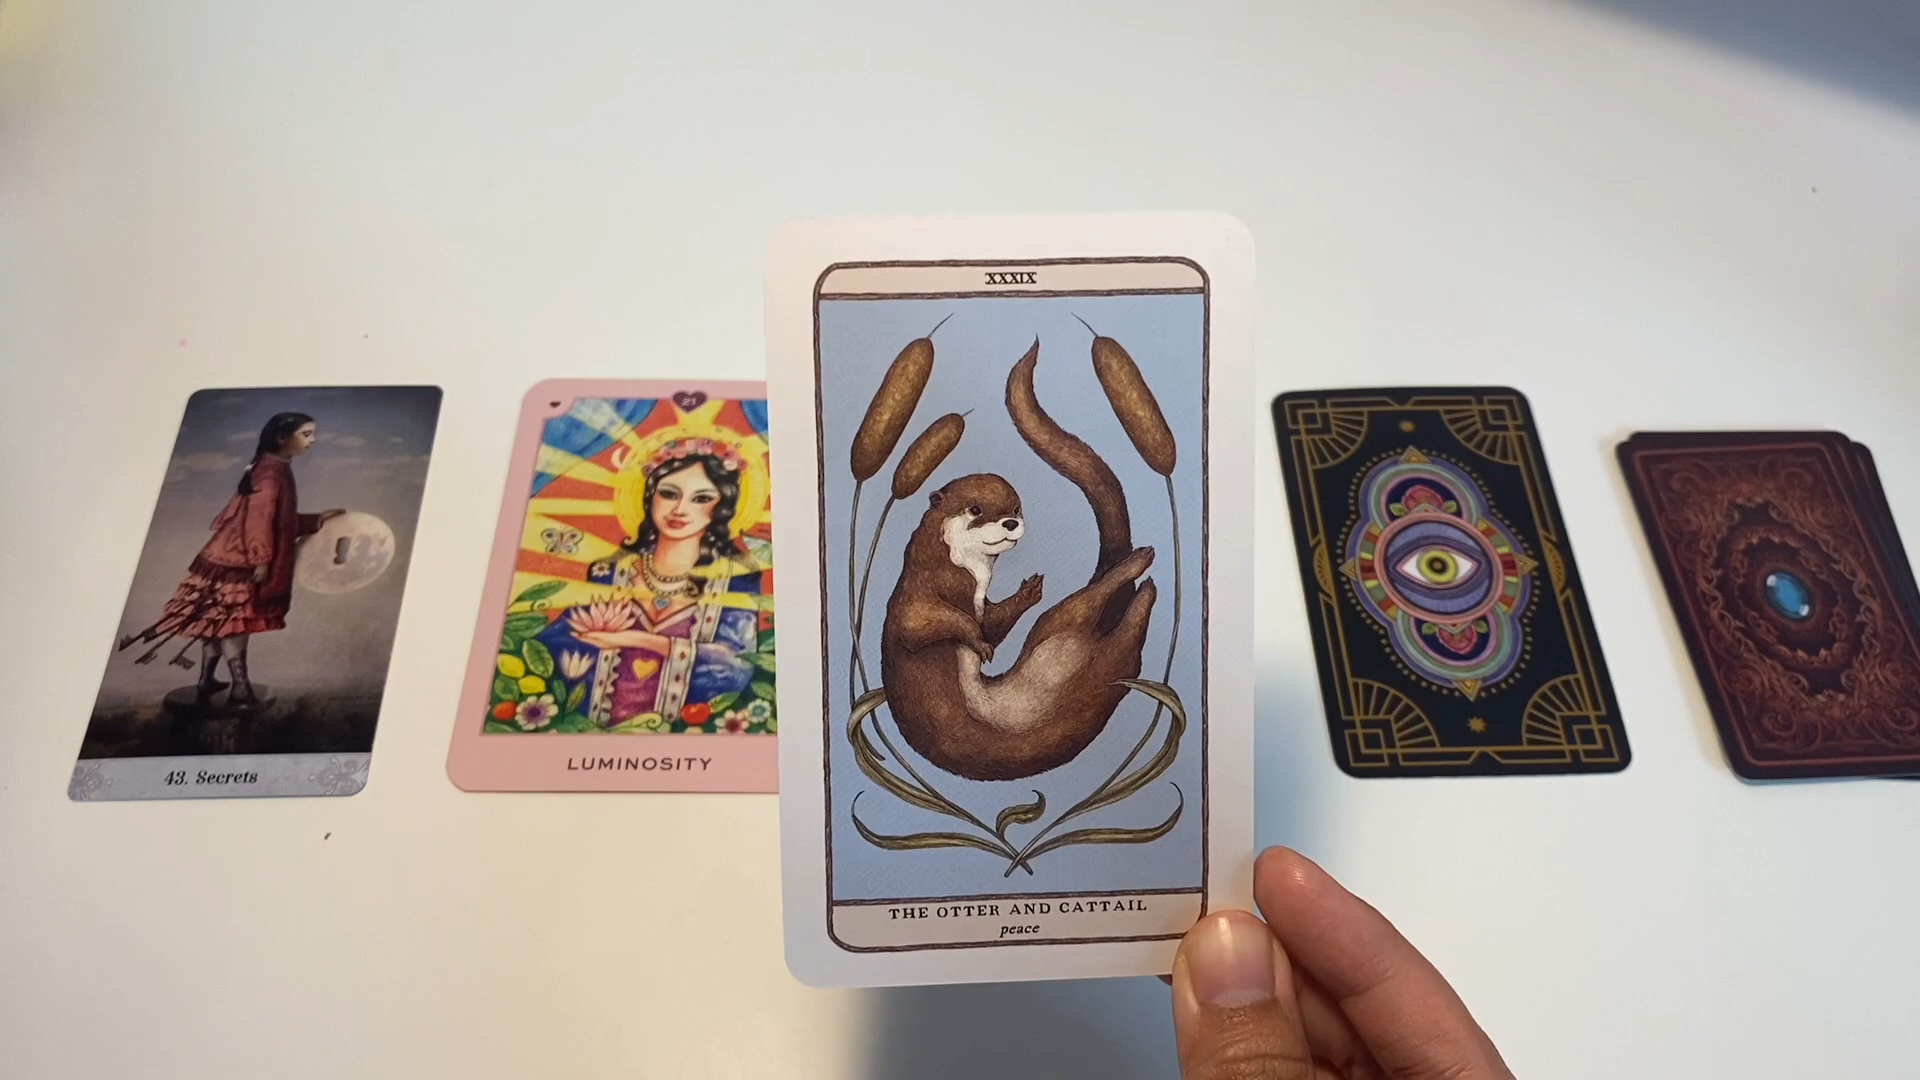 43. Secrets
21
LUMINOSITY
XXXIX
THE OTTER AND CATTAIL
peace